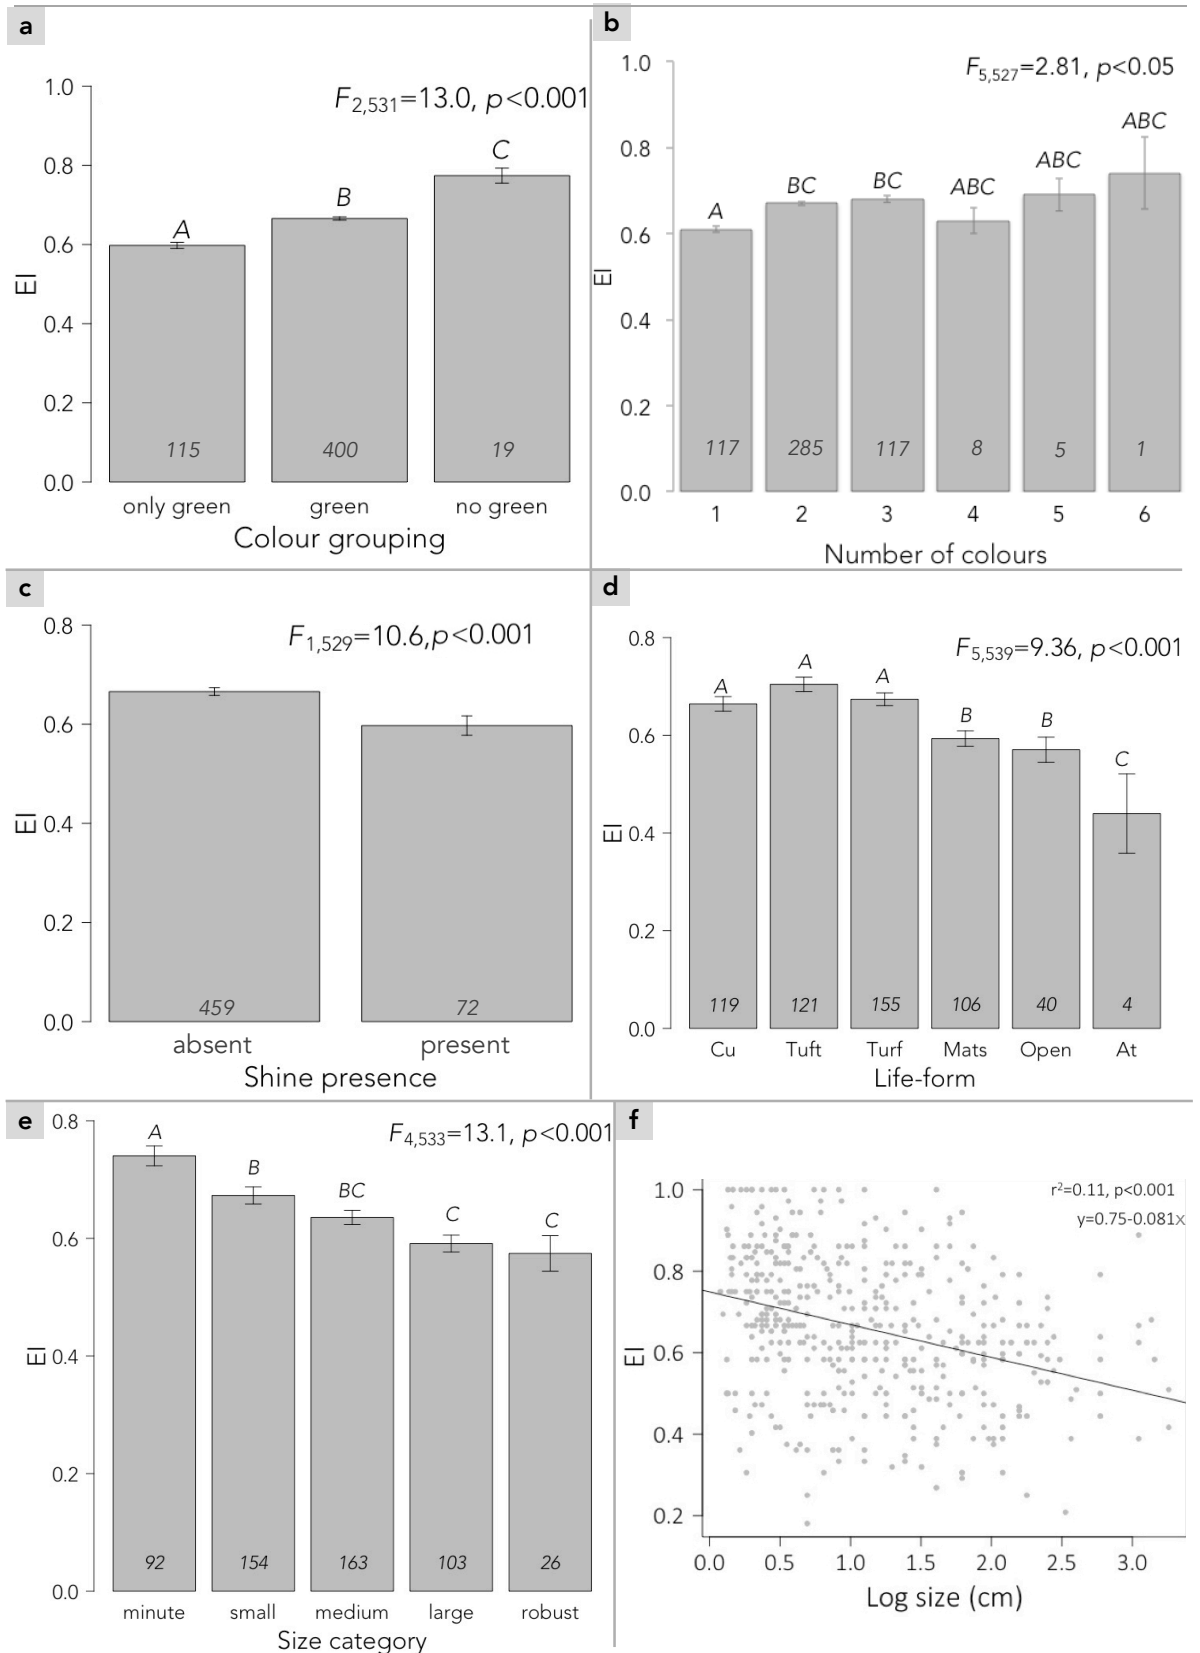 a
F2,531=13.0, p<0.001
1.0
0.8
0.6
0.4
0.2
0.0
EI
A
B
C
115
400
19
only green
green
no green
Colour grouping
b
F5,527=2.81, p<0.05
1.0
0.8
0.6
0.4
0.2
0.0
EI
A
BC
BC
ABC
ABC
ABC
117
285
117
8
5
1
1
2
3
4
5
6
Number of colours
c
F1,529=10.6,p<0.001
0.8
0.6
0.4
0.2
0.0
EI
459
72
absent
present
Shine presence
d
F5,539=9.36, p<0.001
0.8
0.6
0.4
0.2
0.0
EI
A
A
A
B
B
C
119
121
155
106
40
4
Cu
Tuft
Turf
Mats
Open
At
Life-form
e
F4,533=13.1, p<0.001
0.8
0.6
0.4
0.2
0.0
EI
A
B
BC
C
C
92
154
163
103
26
minute
small
medium
large
robust
Size category
f
r²=0.11, p<0.001
y=0.75-0.081x
1.0
0.8
0.6
0.4
0.2
EI
0.0
0.5
1.0
1.5
2.0
2.5
3.0
Log size (cm)